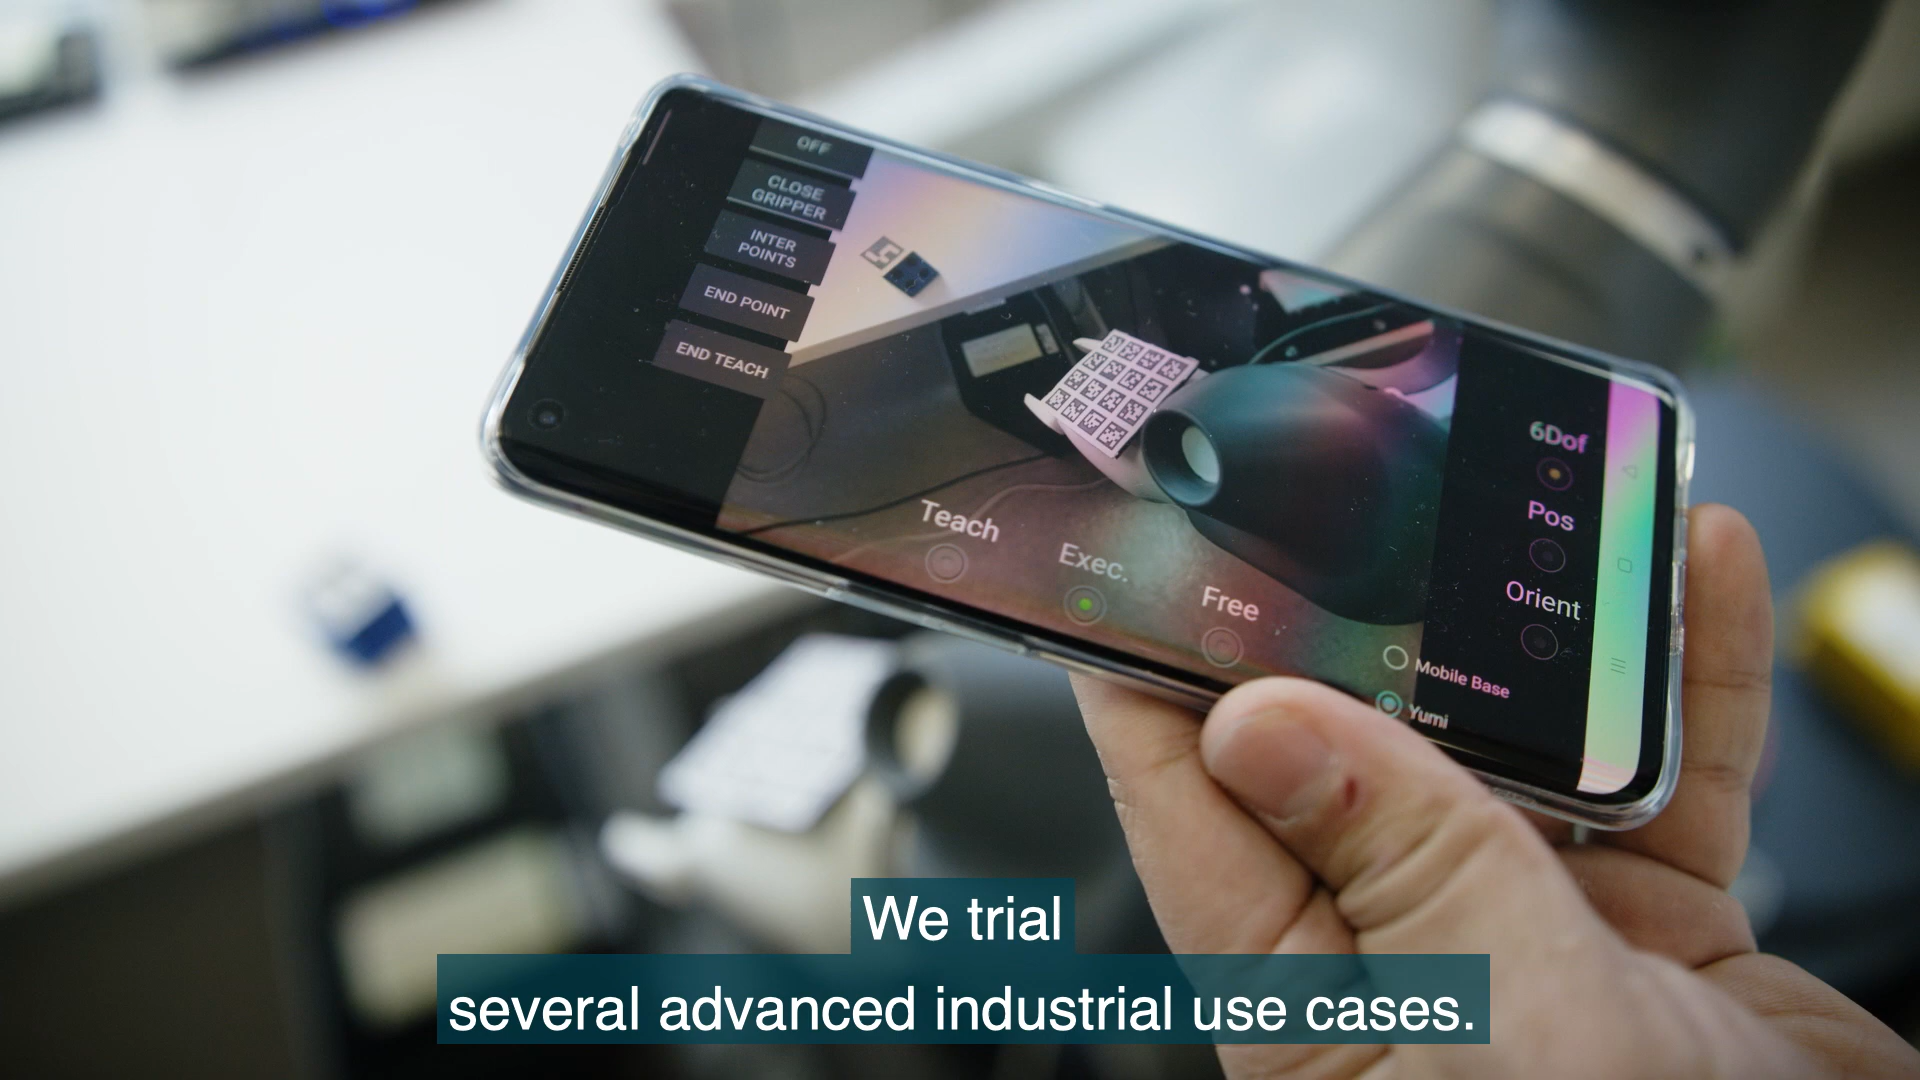 OFF
CLOSE
GRIPPER
INTER
POINTS
END POINT
END TEACH
Teach
Exec.
Free
6Dof
Pos
Orient
Mobile Base
Yumi
We trial
several advanced industrial use cases.